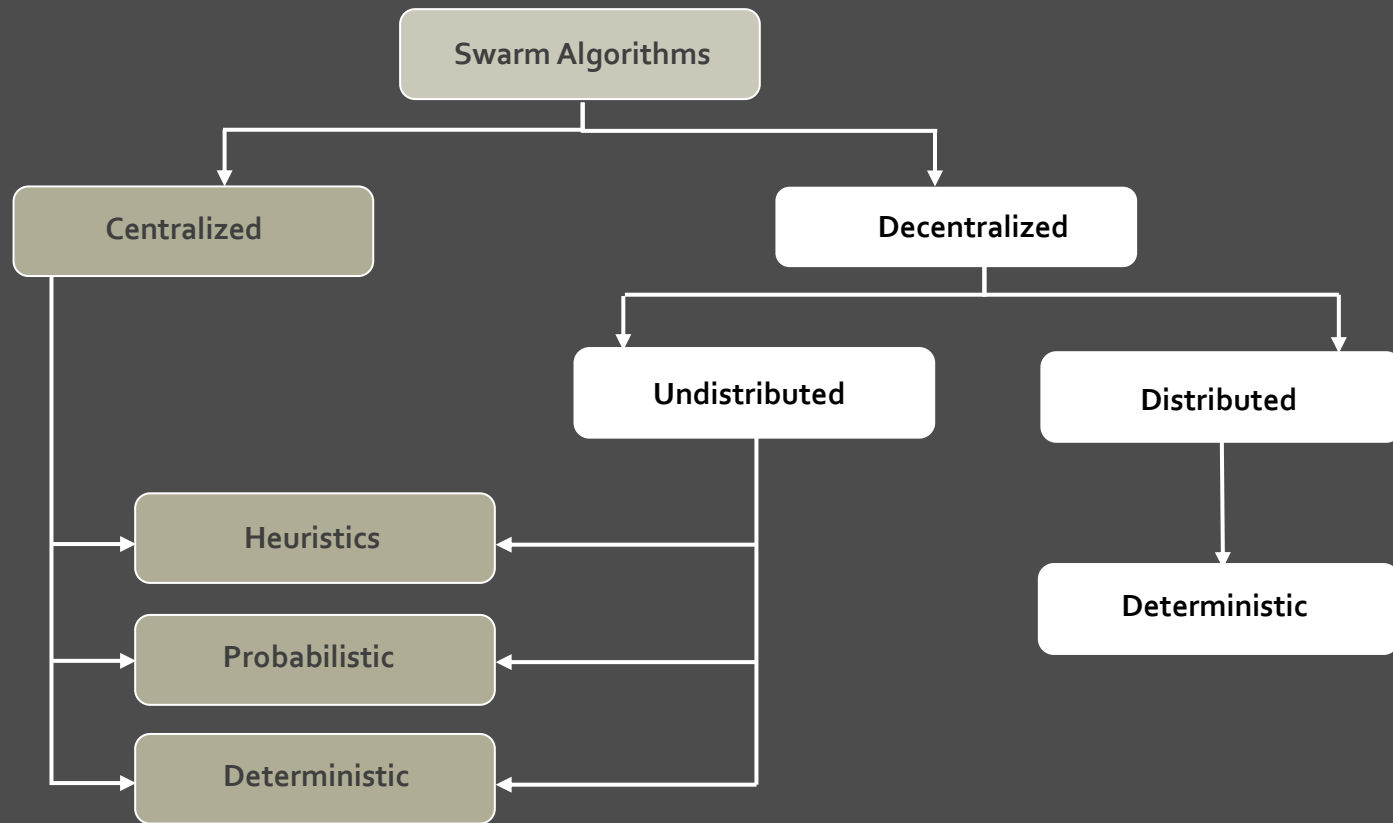 Swarm Algorithms
Centralized
Decentralized
Undistributed
Distributed
Heuristics
Probabilistic
Deterministic
Deterministic